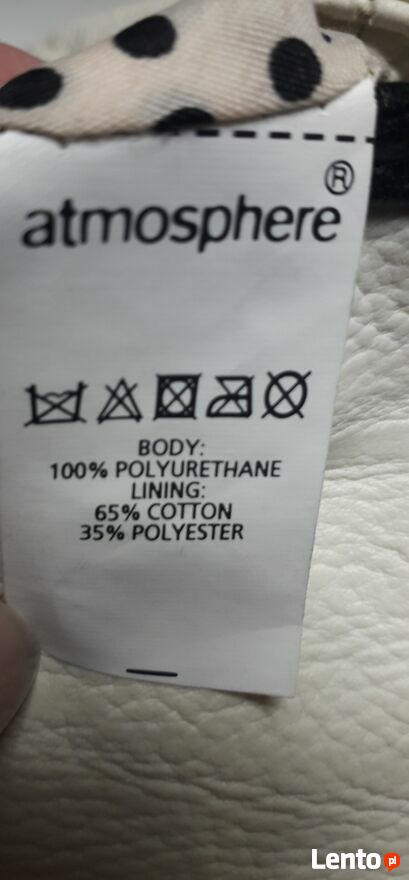 ®
atmosphere
BODY:
100% POLYURETHANE
LINING:
65% COTTON
35% POLYESTER
Lento pl